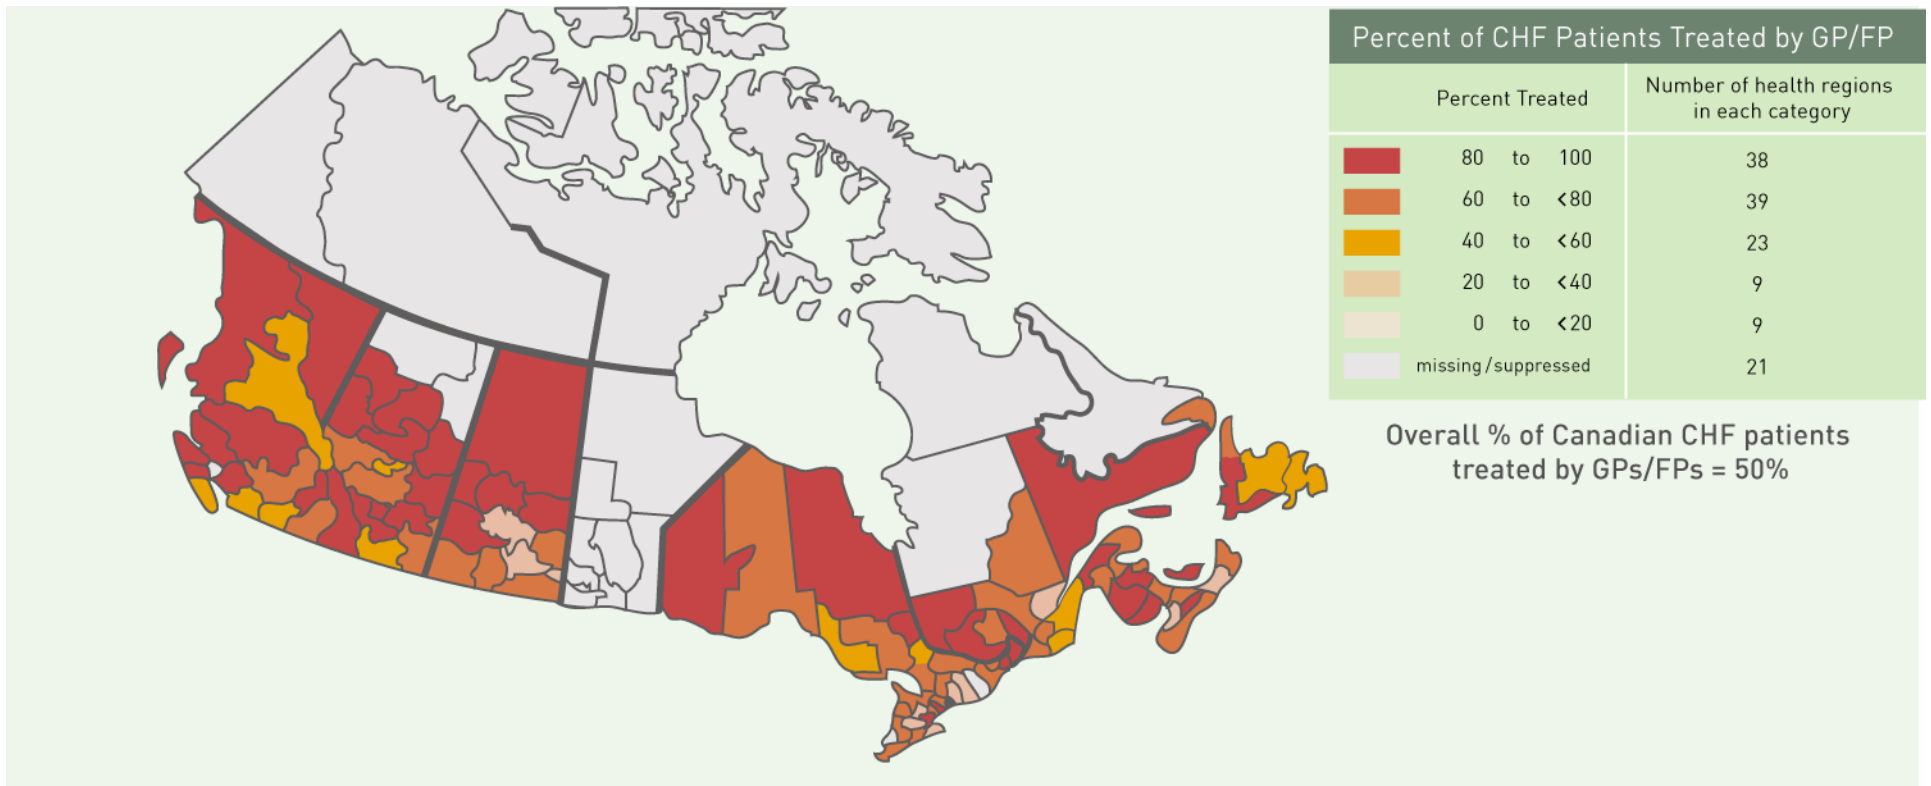 Percent of CHF Patients Treated by GP/FP
Percent Treated
Number of health regions
in each category
80 to 100 38
60 to <80 39
40 to <60 23
20 to <40 9
0 to <20 9
missing/suppressed 21
Overall % of Canadian CHF patients
treated by GPs/FPs = 50%